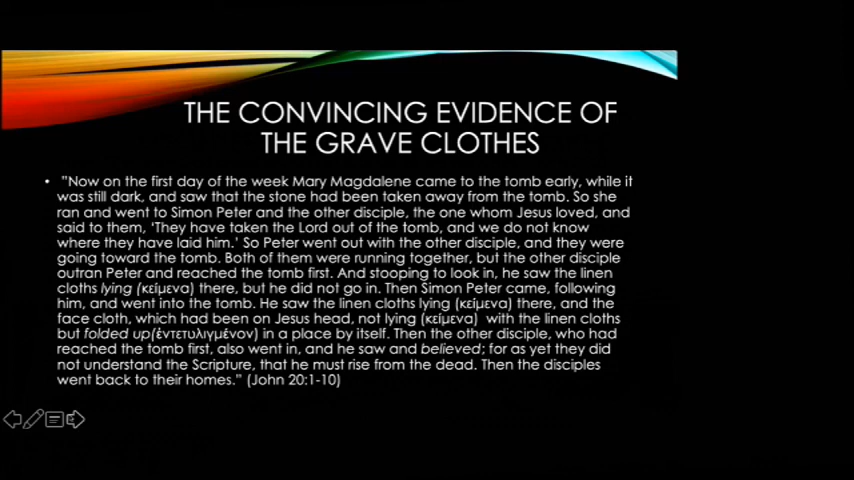 THE CONVINCING EVIDENCE OF
THE GRAVE CLOTHES
• "Now on the first day of the week Mary Magdalene came to the tomb early, while it
was still dark, and saw that the stone had been taken away from the tomb. So she
ran and went to Simon Peter and the other disciple, the one whom Jesus loved, and
said to them, 'They have taken the Lord out of the tomb, and we do not know
where they have laid him.' So Peter went out with the other disciple, and they were
going toward the tomb. Both of them were running together, but the other disciple
outran Peter and reached the tomb first. And stooping to look in, he saw the linen
cloths lying (κείμενα) there, but he did not go in. Then Simon Peter came, following
him, and went into the tomb. He saw the linen cloths lying (κείμενα) there, and the
face cloth, which had been on Jesus head, not lying (κείμενα) with the linen cloths
but folded up(ἐντετυλιγμένον) in a place by itself. Then the other disciple, who had
reached the tomb first, also went in, and he saw and believed; for as yet they did
not understand the Scripture, that he must rise from the dead. Then the disciples
went back to their homes." (John 20:1-10)